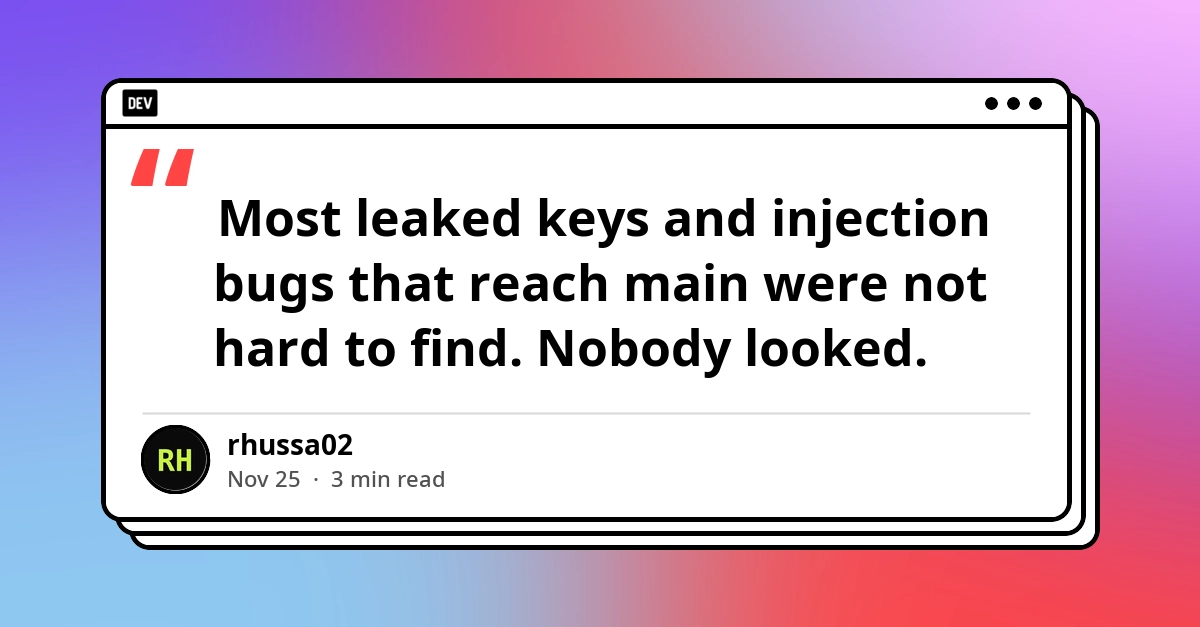 DEV
“
Most leaked keys and injection
bugs that reach main were not
hard to find. Nobody looked.
RH
rhussa02
Nov 25 · 3 min read